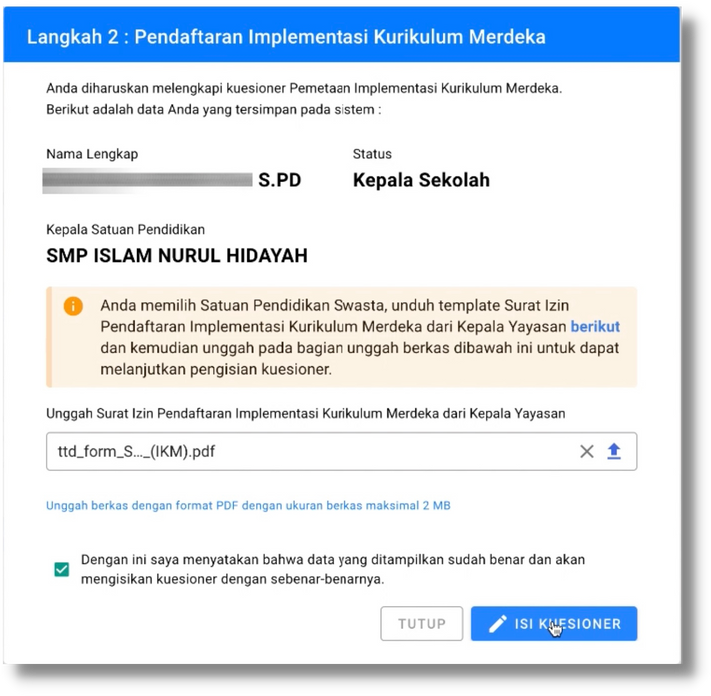 Langkah 2 : Pendaftaran Implementasi Kurikulum Merdeka
Anda diharuskan melengkapi kuesioner Pemetaan Implementasi Kurikulum Merdeka.
Berikut adalah data Anda yang tersimpan pada sistem :
Nama Lengkap
Status
S.PD
Kepala Sekolah
Kepala Satuan Pendidikan
SMP ISLAM NURUL HIDAYAH
Anda memilih Satuan Pendidikan Swasta, unduh template Surat Izin
Pendaftaran Implementasi Kurikulum Merdeka dari Kepala Yayasan berikut
dan kemudian unggah pada bagian unggah berkas dibawah ini untuk dapat
melanjutkan pengisian kuesioner.
Unggah Surat Izin Pendaftaran Implementasi Kurikulum Merdeka dari Kepala Yayasan
ttd_form_S..._(IKM).pdf
Unggah berkas dengan format PDF dengan ukuran berkas maksimal 2 MB
Dengan ini saya menyatakan bahwa data yang ditampilkan sudah benar dan akan
mengisikan kuesioner dengan sebenar-benarnya.
TUTUP
ISI KUESIONER